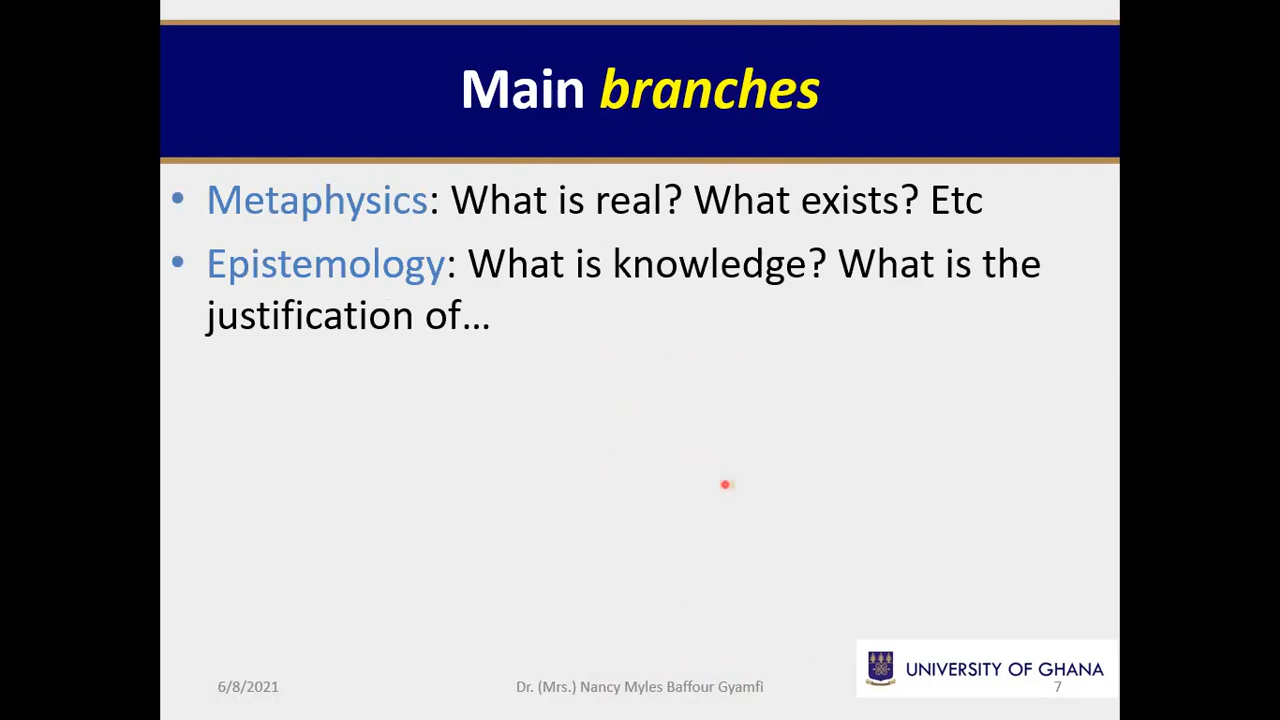 Main branches
• Metaphysics: What is real? What exists? Etc
• Epistemology: What is knowledge? What is the
justification of...
6/8/2021
Dr. (Mrs.) Nancy Myles Baffour Gyamfi
UNIVERSITY OF GHANA
7